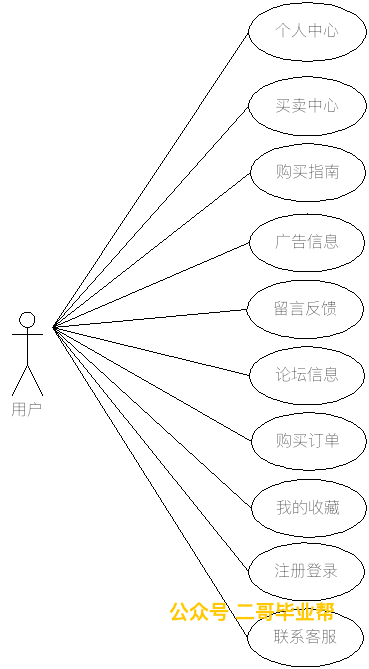 个人中心
买卖中心
购买指南
广告信息
留言反馈
论坛信息
用户
购买订单
我的收藏
注册登录
公众号 二哥毕业帮
联系客服